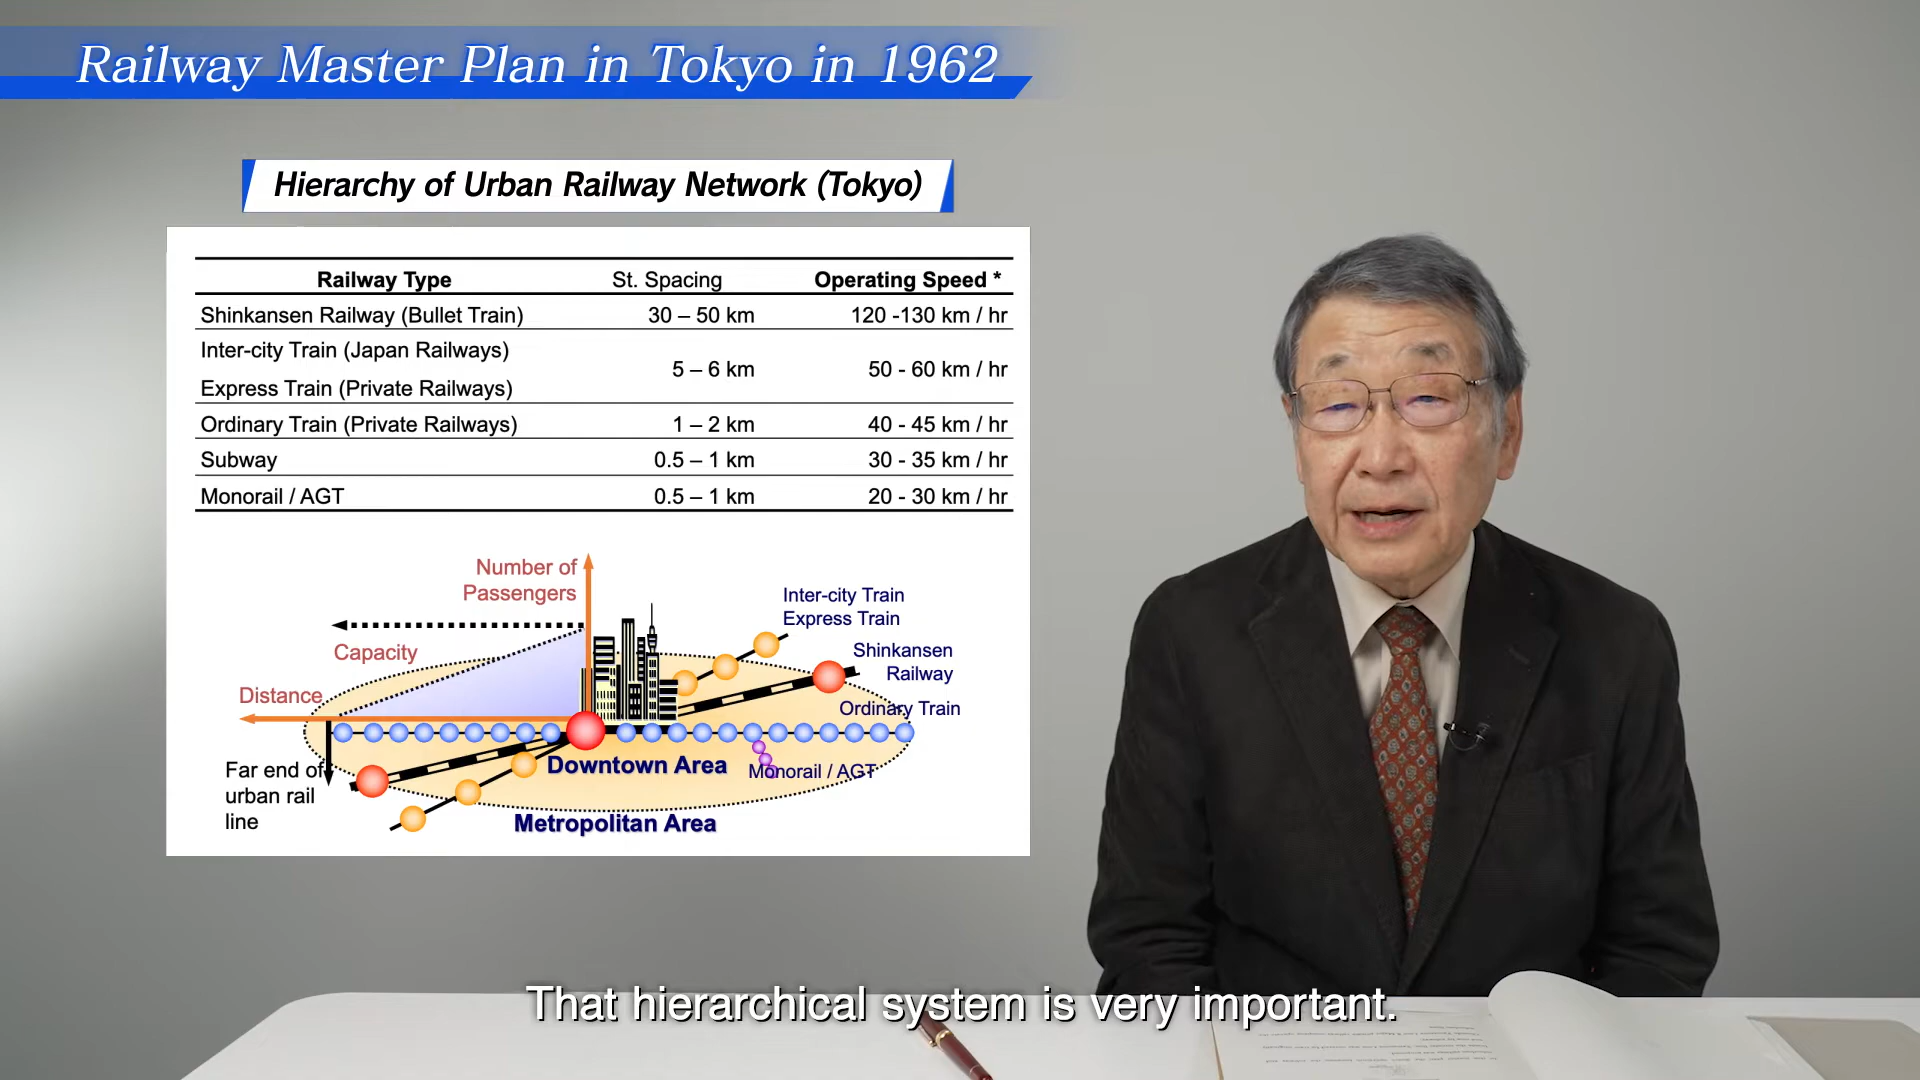 Railway Master Plan in Tokyo in 1962
Hierarchy of Urban Railway Network (Tokyo)
Railway Type St. Spacing Operating Speed *
Shinkansen Railway (Bullet Train) 30 – 50 km 120 -130 km / hr
Inter-city Train (Japan Railways)
5 – 6 km 50 - 60 km / hr
Express Train (Private Railways)
Ordinary Train (Private Railways) 1 – 2 km 40 - 45 km / hr
Subway 0.5 – 1 km 30 - 35 km / hr
Monorail / AGT 0.5 – 1 km 20 - 30 km / hr
Number of
Passengers
Inter-city Train
Express Train
Capacity
Shinkansen
Railway
Distance
Ordinary Train
Downtown Area
Monorail / AGT
Far end of
urban rail
line
Metropolitan Area
That hierarchical system is very important.